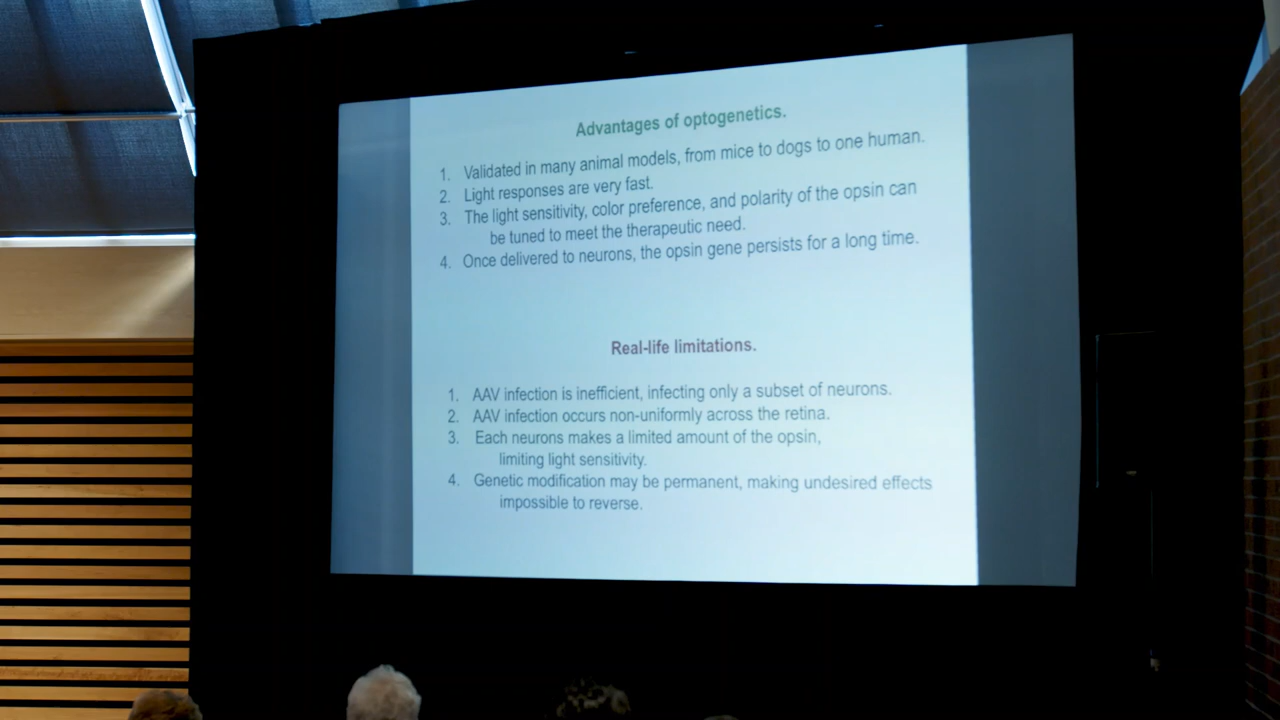 Advantages of optogenetics.
1. Validated in many animal models, from mice to dogs to one human.
2. Light responses are very fast.
3. The light sensitivity, color preference, and polarity of the opsin can
be tuned to meet the therapeutic need.
4. Once delivered to neurons, the opsin gene persists for a long time.
Real-life limitations.
1. AAV infection is inefficient, infecting only a subset of neurons.
2. AAV infection occurs non-uniformly across the retina.
3. Each neurons makes a limited amount of the opsin,
limiting light sensitivity.
4. Genetic modification may be permanent, making undesired effects
impossible to reverse.